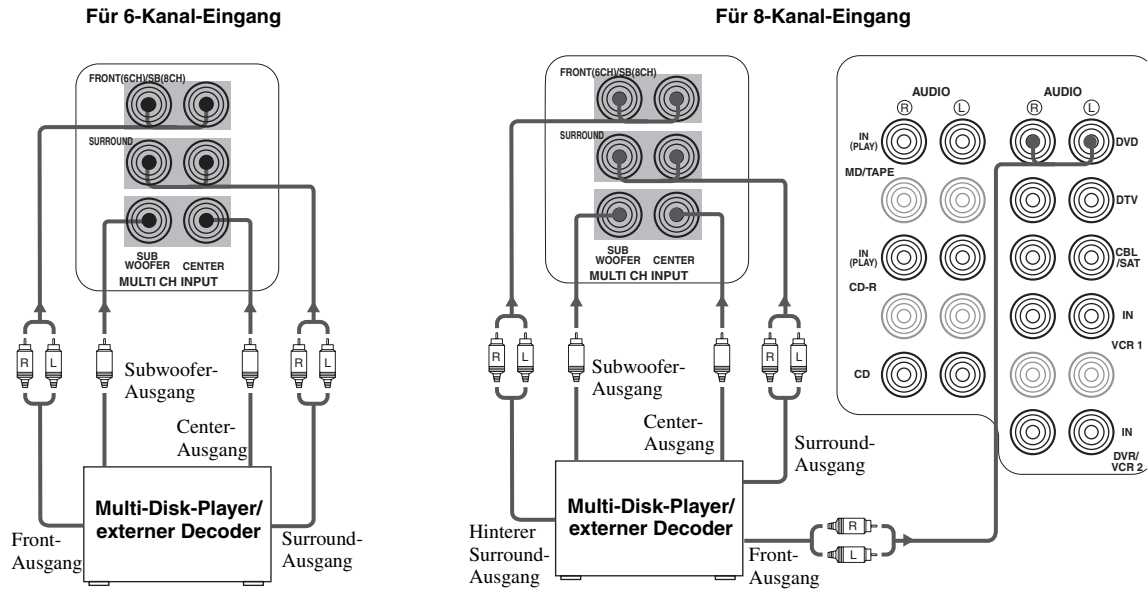 Für 6-Kanal-Eingang
FRONT(6CH)/SB(8CH)
SURROUND
SUB
WOOFER
CENTER
MULTI CH INPUT
R
L
R
L
Subwoofer-
Ausgang
Center-
Ausgang
Multi-Disk-Player/
externer Decoder
Front-
Ausgang
Surround-
Ausgang
Für 8-Kanal-Eingang
FRONT(6CH)/SB(8CH)
SURROUND
SUB
WOOFER
CENTER
MULTI CH INPUT
R
L
R
L
Subwoofer-
Ausgang
Center-
Ausgang
Surround-
Ausgang
Multi-Disk-Player/
externer Decoder
Hinterer
Surround-
Ausgang
Front-
Ausgang
R
L
AUDIO
R
L
AUDIO
R
L
IN
(PLAY)
MD/TAPE
IN
(PLAY)
CD-R
CD
DVD
DTV
CBL
/SAT
IN
VCR 1
IN
DVR/
VCR 2